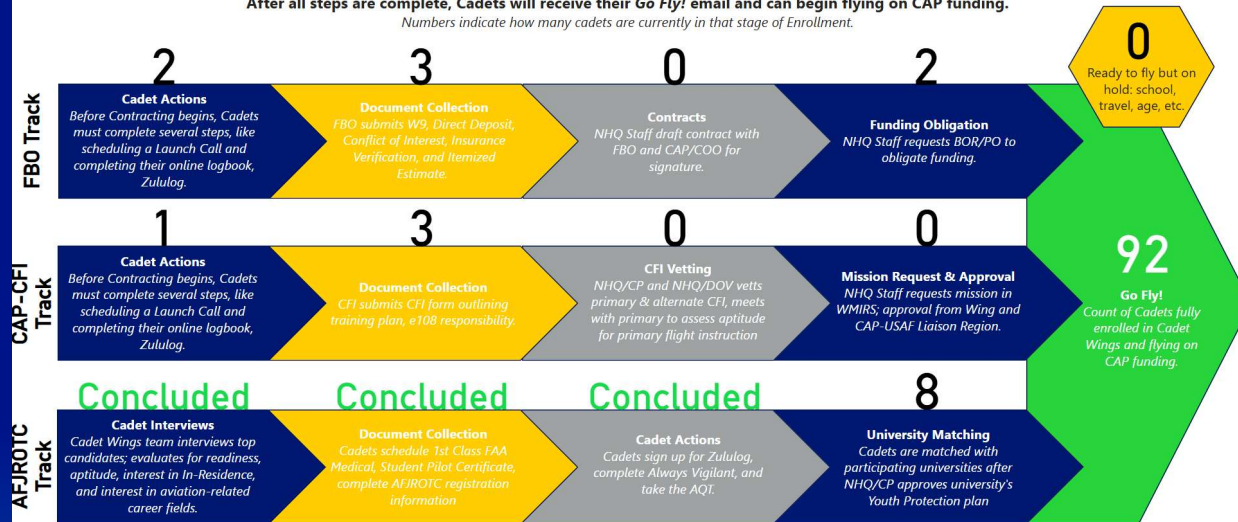 After all steps are complete, Cadets will receive their Go Fly! email and can begin flying on CAP funding.
Numbers indicate how many cadets are currently in that stage of Enrollment.
FBO Track
2
Cadet Actions
Before Contracting begins, Cadets
must complete several steps, like
scheduling a Launch Call and
completing their online logbook,
Zululog.
3
Document Collection
FBO submits W9, Direct Deposit,
Conflict of Interest, Insurance
Verification, and Itemized
Estimate.
0
Contracts
NHQ Staff draft contract with
FBO and CAP/COO for
signature.
2
Funding Obligation
NHQ Staff requests BOR/PO to
obligate funding.
0
Ready to fly but on
hold: school,
travel, age, etc.
CAP-CFI
Track
1
Cadet Actions
Before Contracting begins, Cadets
must complete several steps, like
scheduling a Launch Call and
completing their online logbook,
Zululog.
3
Document Collection
CFI submits CFI form outlining
training plan, e108 responsibility.
0
CFI Vetting
NHQ/CP and NHQ/DOV vetts
primary & alternate CFI, meets
with primary to assess aptitude
for primary flight instruction
0
Mission Request & Approval
NHQ Staff requests mission in
WMIRS; approval from Wing and
CAP-USAF Liaison Region.
92
Go Fly!
Count of Cadets fully
enrolled in Cadet
Wings and flying on
CAP funding.
AFJROTC
Track
Concluded
Cadet Interviews
Cadet Wings team interviews top
candidates; evaluates for readiness,
aptitude, interest in In-Residence,
and interest in aviation-related
career fields.
Concluded
Document Collection
Cadets schedule 1st Class FAA
Medical, Student Pilot Certificate,
complete AFJROTC registration
information
Concluded
Cadet Actions
Cadets sign up for Zululog,
complete Always Vigilant, and
take the AQT.
8
University Matching
Cadets are matched with
participating universities after
NHQ/CP approves university's
Youth Protection plan